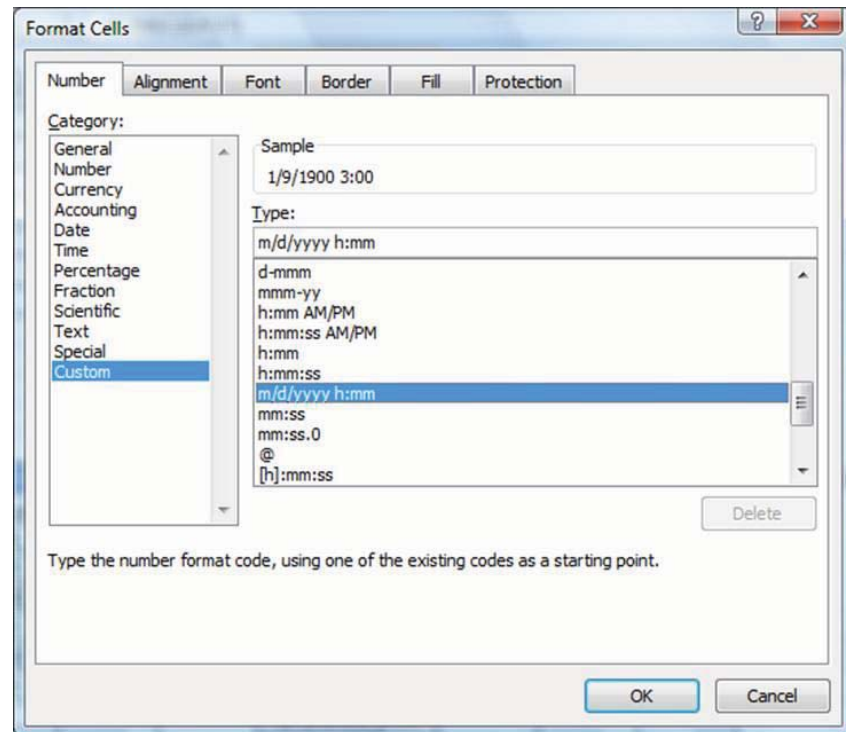 Format Cells
Number Alignment Font Border Fill Protection
Category:
General
Number
Currency
Accounting
Date
Time
Percentage
Fraction
Scientific
Text
Special
Custom
Sample
1/9/1900 3:00
Type:
m/d/yyyy h:mm
d-mmm
mmm-yy
h:mm AM/PM
h:mm:ss AM/PM
h:mm
h:mm:ss
m/d/yyyy h:mm
mm:ss
mm:ss.0
@
[h]:mm:ss
Delete
Type the number format code, using one of the existing codes as a starting point.
OK Cancel